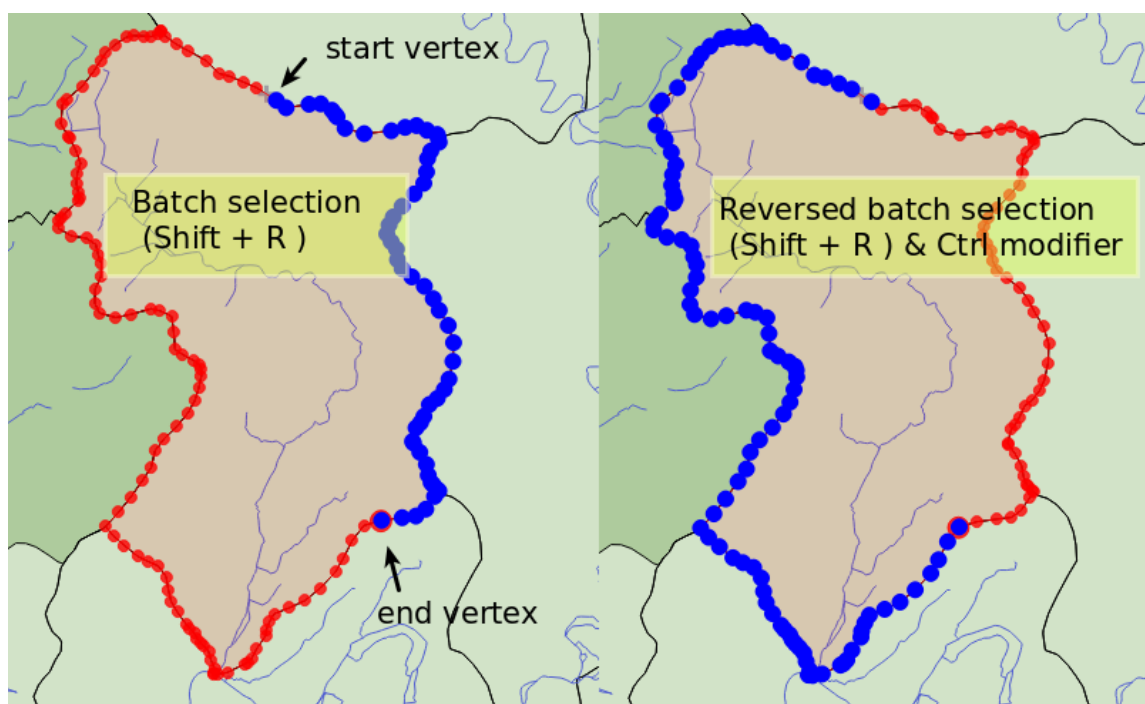 start vertex
Batch selection
(Shift + R )
end vertex
Reversed batch selection
(Shift + R ) & Ctrl modifier